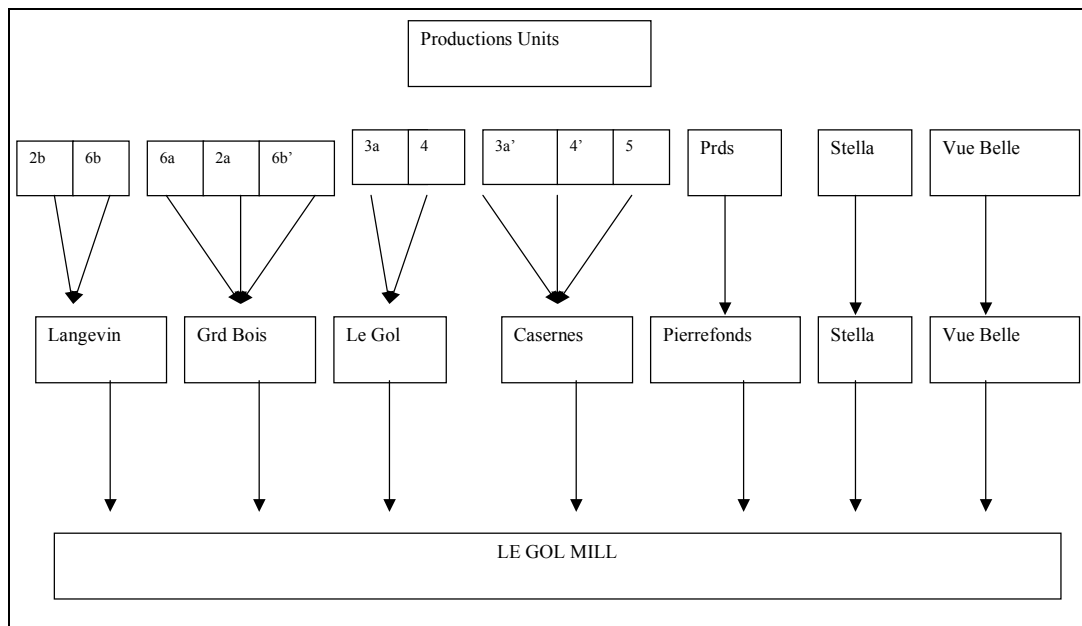 Productions Units
2b 6b 6a 2a 6b’ 3a 4 3a’ 4’ 5 Prds Stella Vue Belle
Langevin Grd Bois Le Gol Casernes Pierrefonds Stella Vue Belle
LE GOL MILL